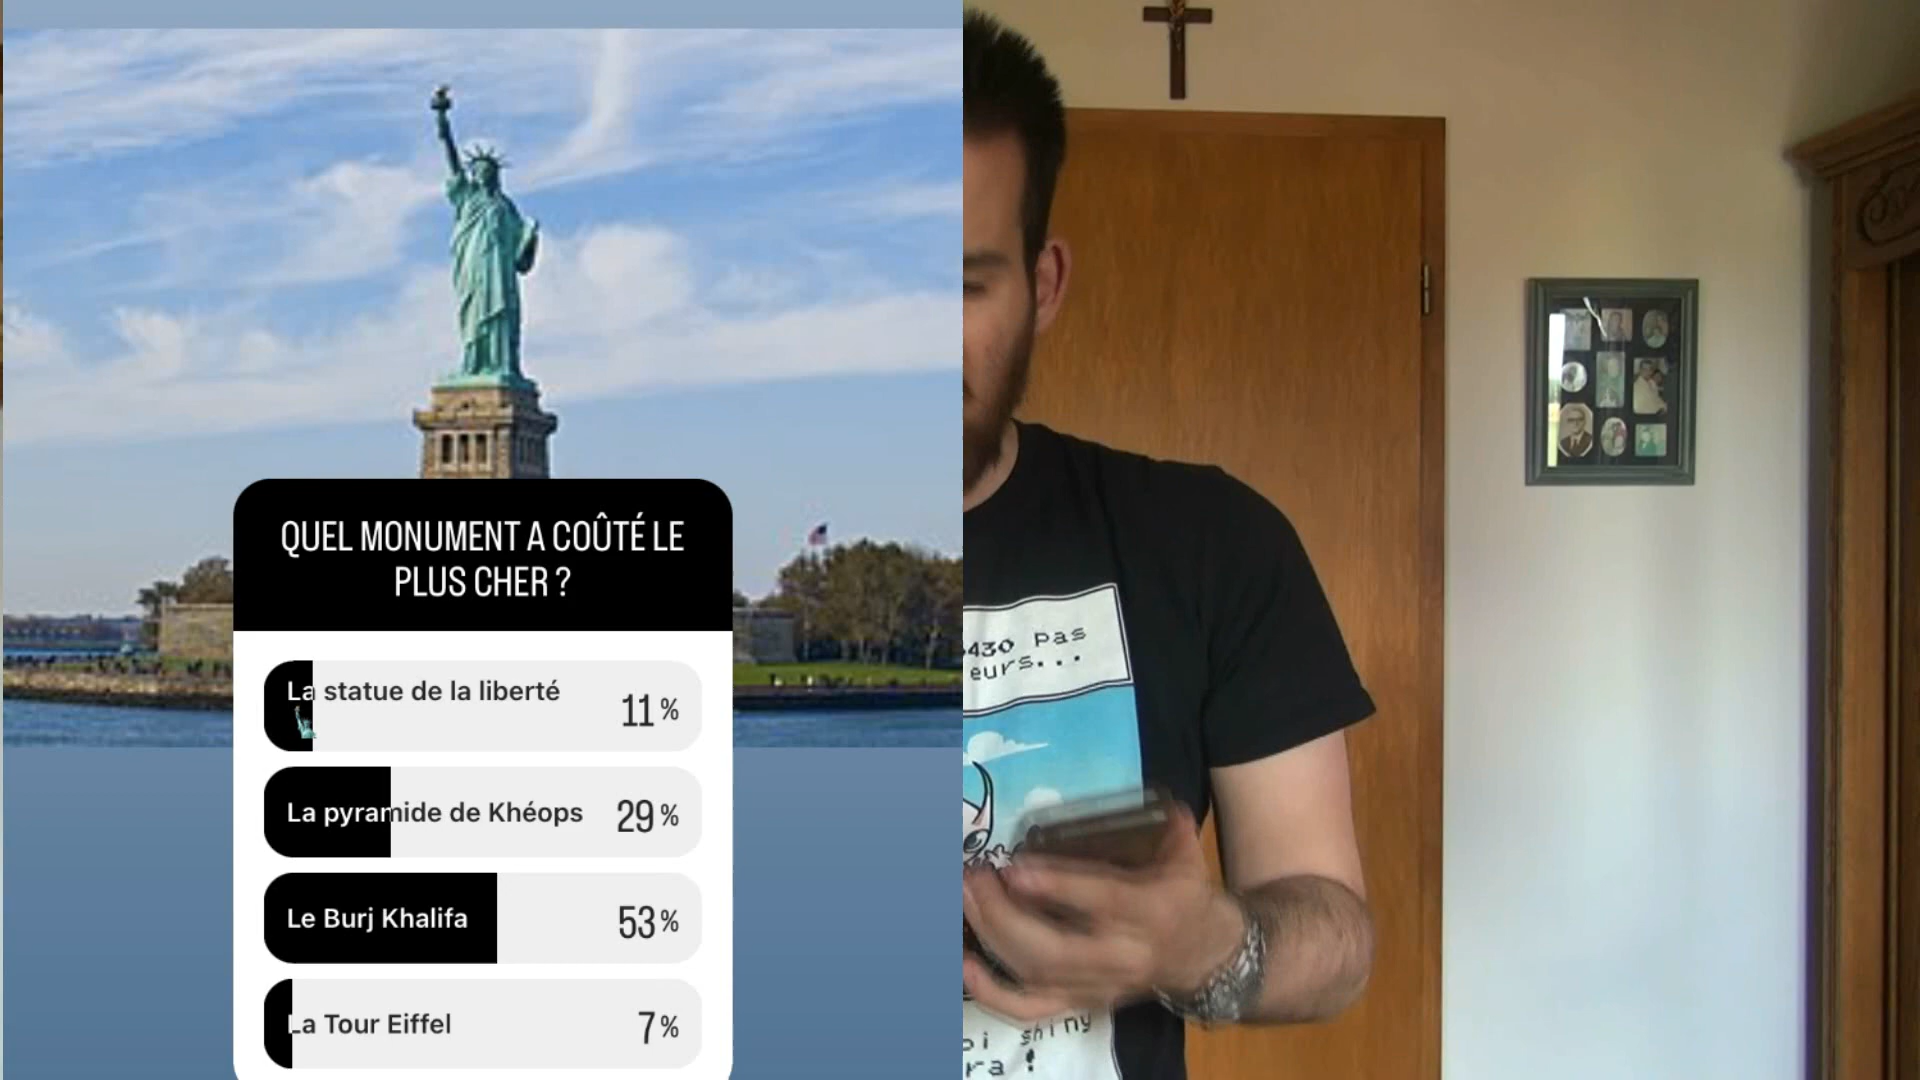 QUEL MONUMENT A COÛTÉ LE
PLUS CHER ?
La statue de la liberté
11%
La pyramide de Khéops
29%
Le Burj Khalifa
53%
La Tour Eiffel
7%
430 pas
eurs...
shiny
!